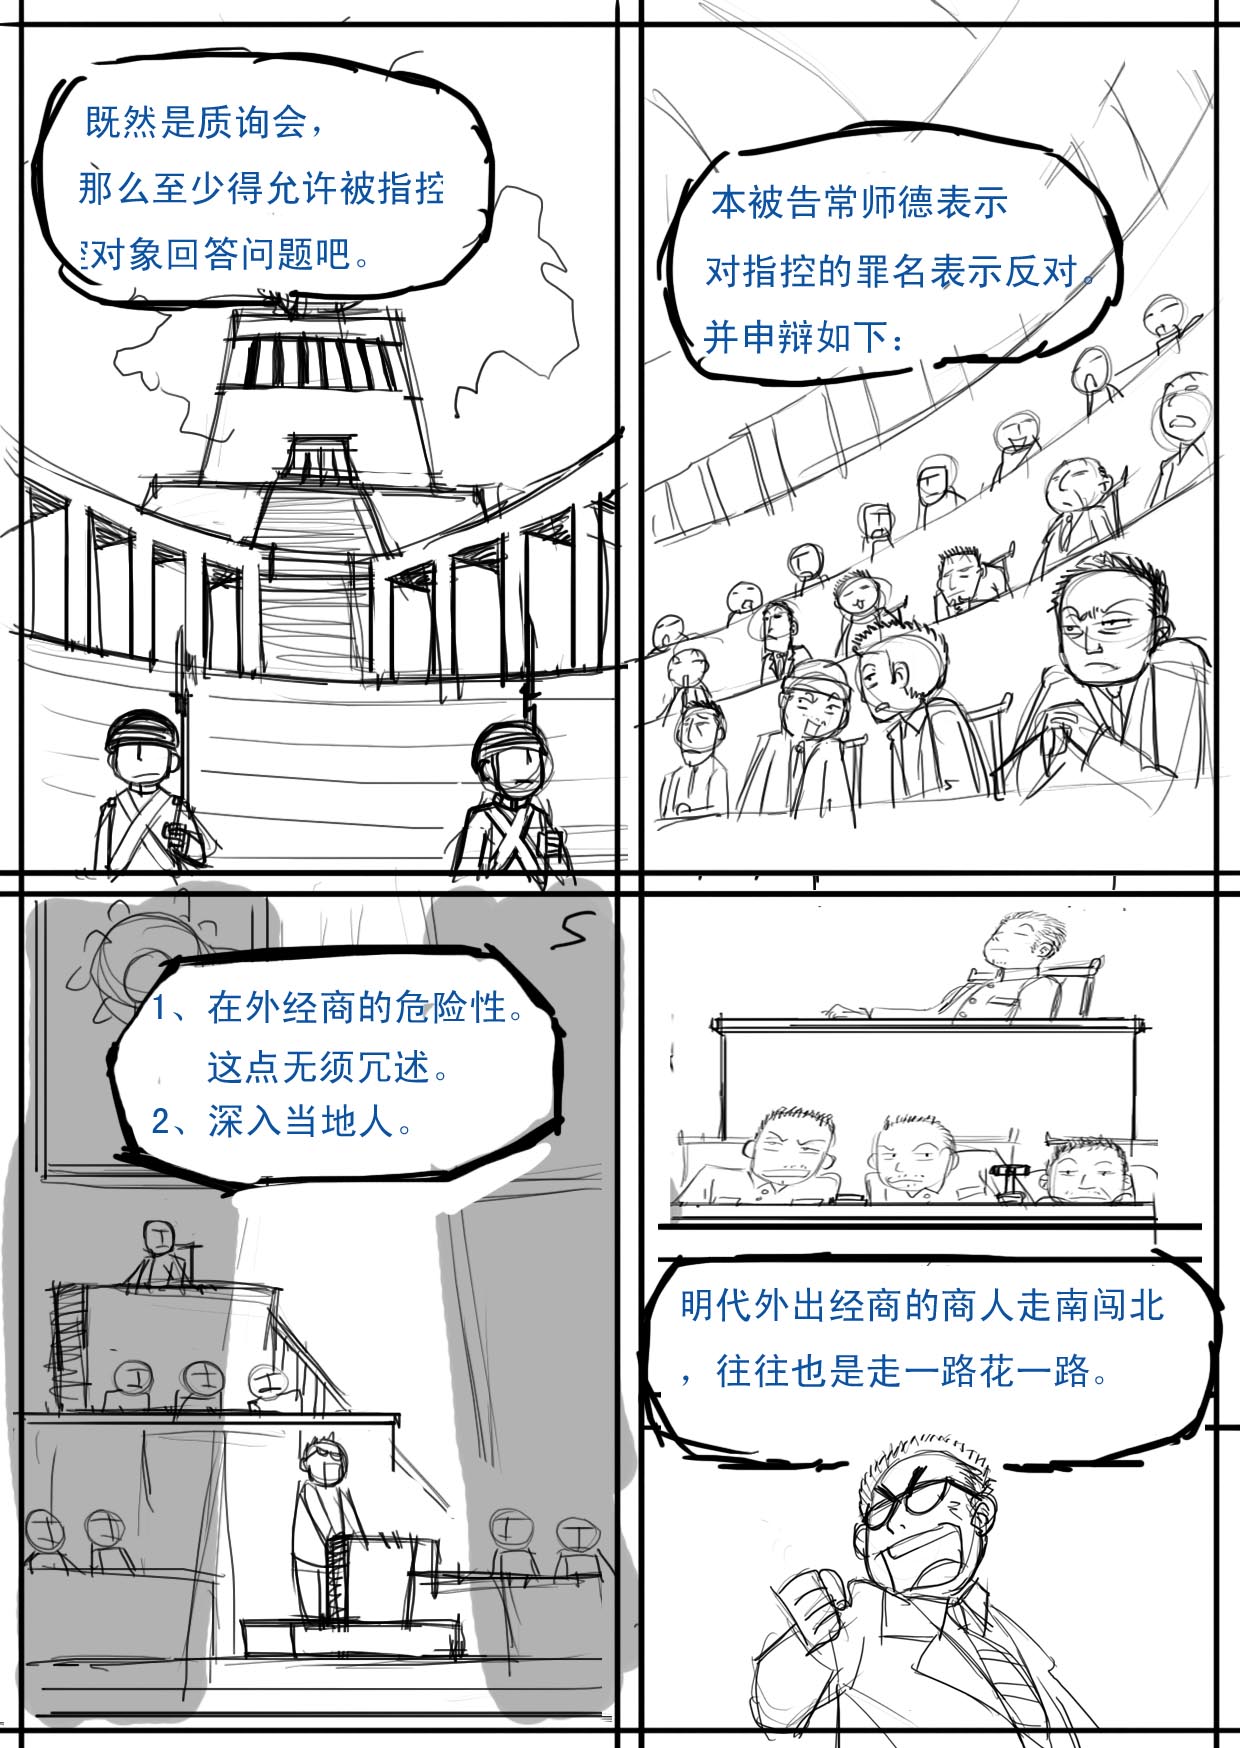 既然是质询会，
那么至少得允许被指控
控对象回答问题吧。
本被告常师德表示
对指控的罪名表示反对。
并申辩如下：
1、在外经商的危险性。
这点无须冗述。
2、深入当地人。
明代外出经商的商人走南闯北
，往往也是走一路花一路。